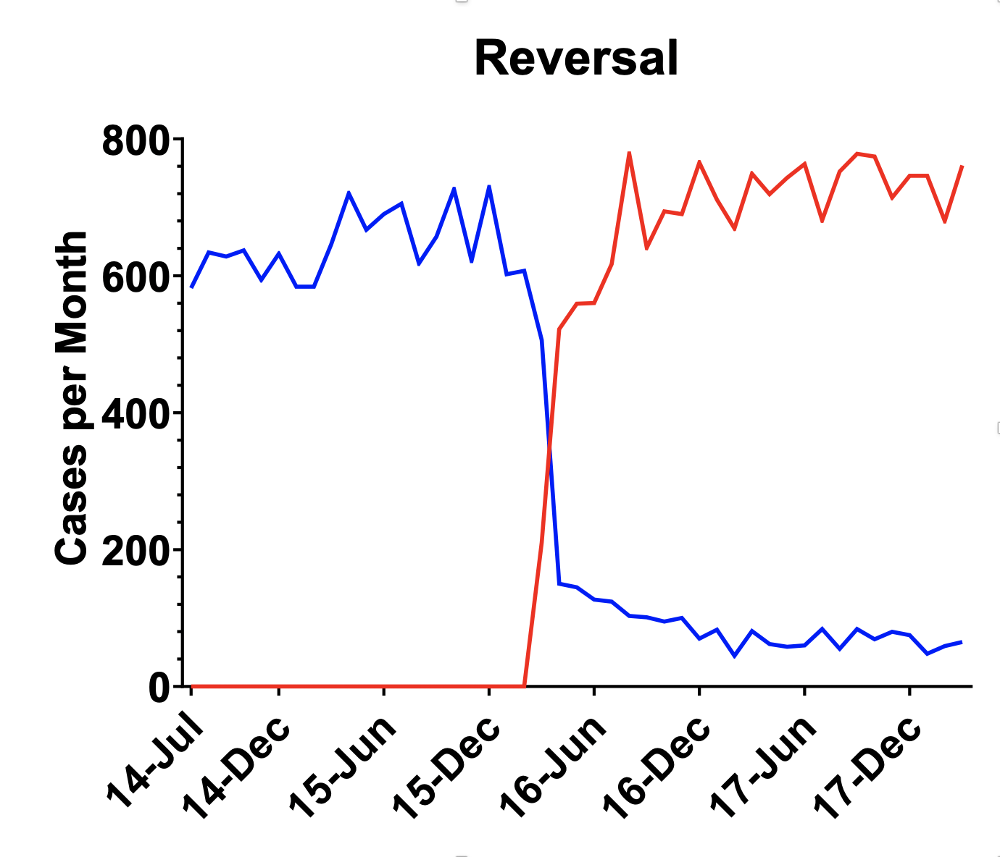 Reversal
Cases per Month
800
600
400
200
0
14-Jul
14-Dec
15-Jun
15-Dec
16-Jun
16-Dec
17-Jun
17-Dec